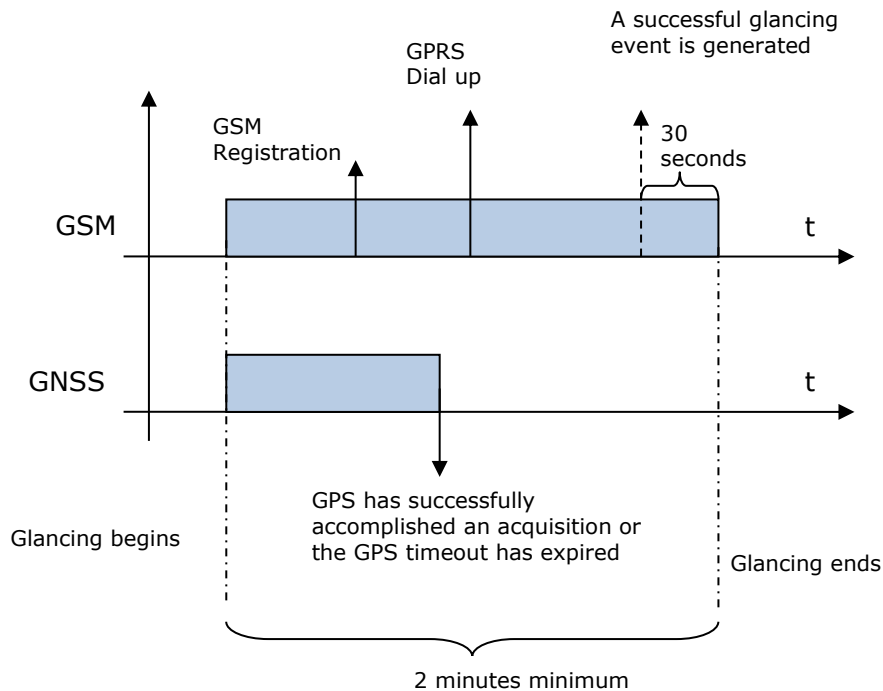 A successful glancing
event is generated
GPRS
Dial up
GSM
Registration
30
seconds
GSM
t
GNSS
t
GPS has successfully
accomplished an acquisition or
the GPS timeout has expired
Glancing begins
Glancing ends
2 minutes minimum